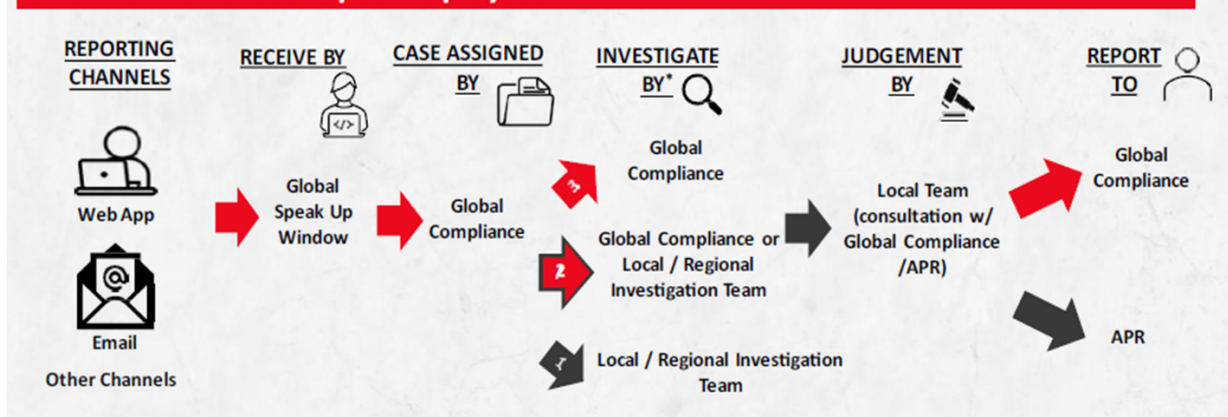 REPORTING
CHANNELS
RECEIVE BY
CASE ASSIGNED
BY
INVESTIGATE
BY*
JUDGEMENT
BY
REPORT
TO
Web App
@
Email
Other Channels
</>
Global
Speak Up
Window
Global
Compliance
3
Global
Compliance
2
Global Compliance or
Local / Regional
Investigation Team
1
Local / Regional Investigation
Team
Local Team
(consultation w/
Global Compliance
/APR)
Global
Compliance
APR